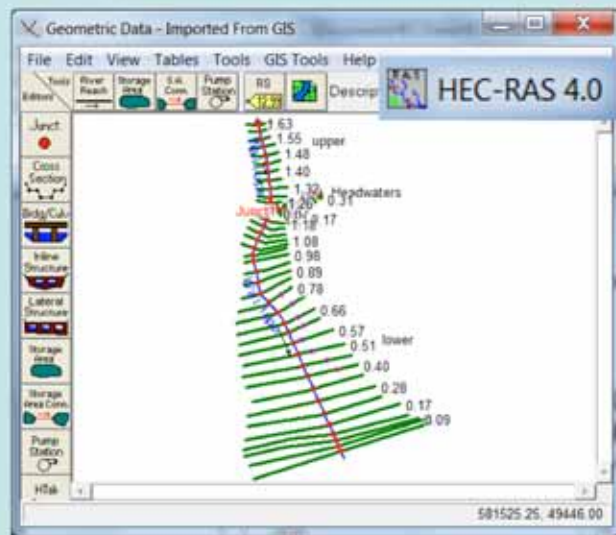 Geometric Data - Imported From GIS
File Edit View Tables Tools GIS Tools Help
HEC-RAS 4.0
Tools
Editors
River Reach
Storage Area
S.A. Conn.
Pump Station
RS
Descrip
Junct.
Cross Section
Brdg/Culv
Inline Structure
Lateral Structure
Storage Area
Storage Area Conn.
Pump Station
HTab
1.63
1.55
upper
1.48
1.40
1.32
Headwaters
0.31
1.26
0.17
1.18
1.08
0.98
0.89
0.78
0.66
0.57
lower
0.51
0.40
0.28
0.17
0.09
581525.25, 49446.00